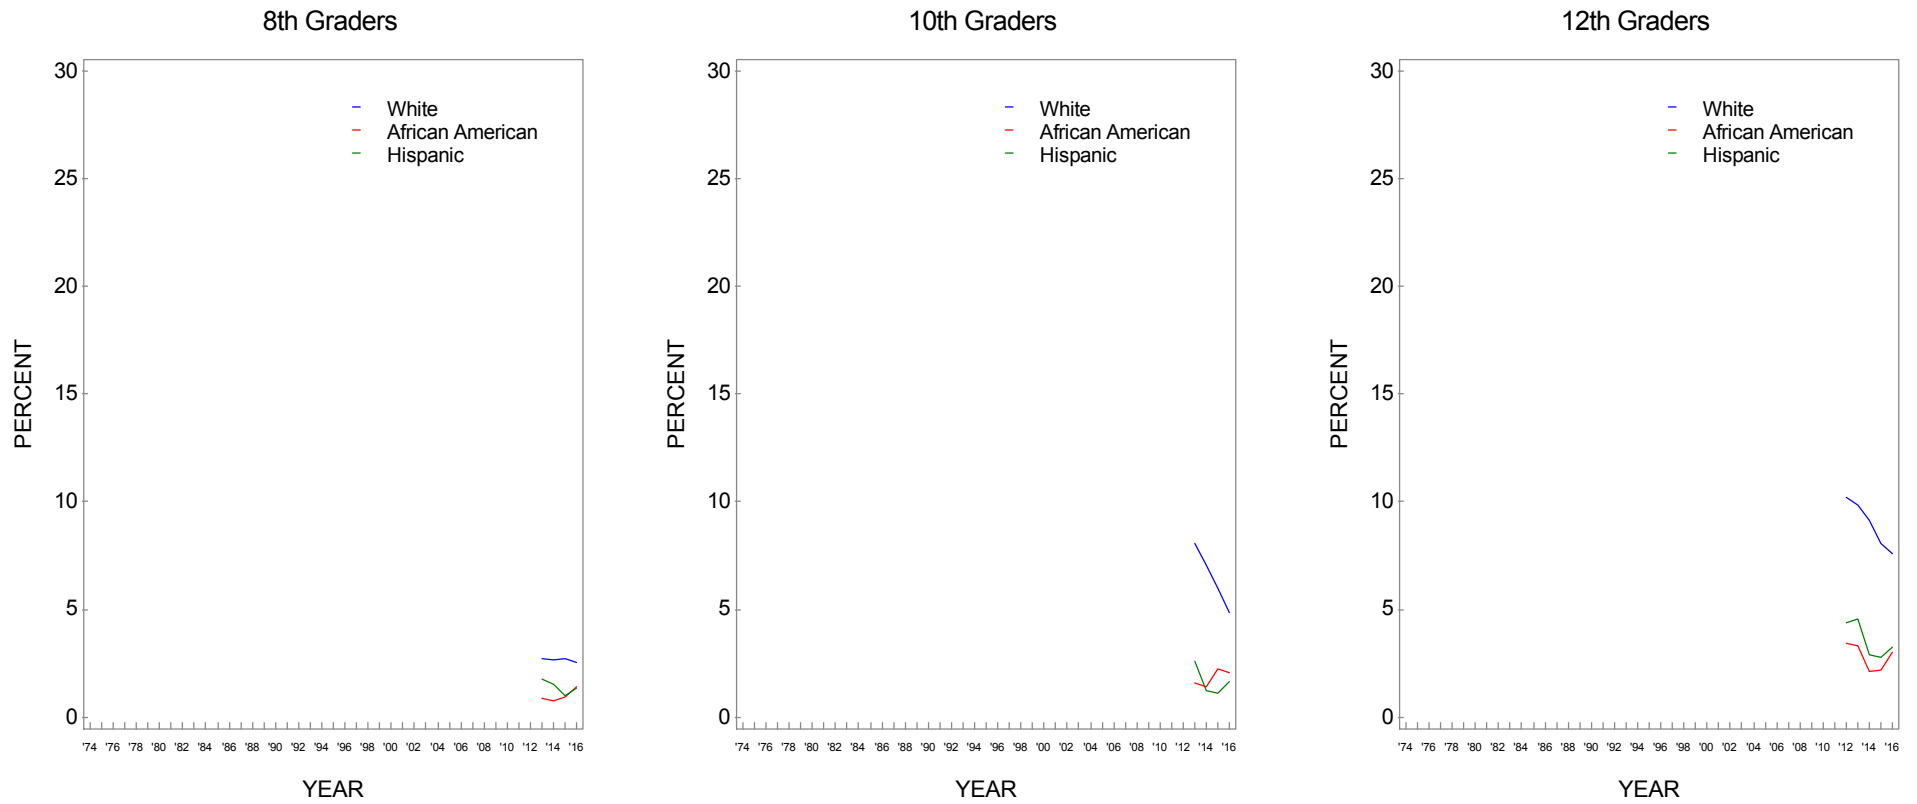 8th Graders
30
25
20
15
10
5
0
PERCENT
White
African American
Hispanic
'74 '76 '78 '80 '82 '84 '86 '88 '90 '92 '94 '96 '98 '00 '02 '04 '06 '08 '10 '12 '14 '16
YEAR
10th Graders
30
25
20
15
10
5
0
PERCENT
White
African American
Hispanic
'74 '76 '78 '80 '82 '84 '86 '88 '90 '92 '94 '96 '98 '00 '02 '04 '06 '08 '10 '12 '14 '16
YEAR
12th Graders
30
25
20
15
10
5
0
PERCENT
White
African American
Hispanic
'74 '76 '78 '80 '82 '84 '86 '88 '90 '92 '94 '96 '98 '00 '02 '04 '06 '08 '10 '12 '14 '16
YEAR